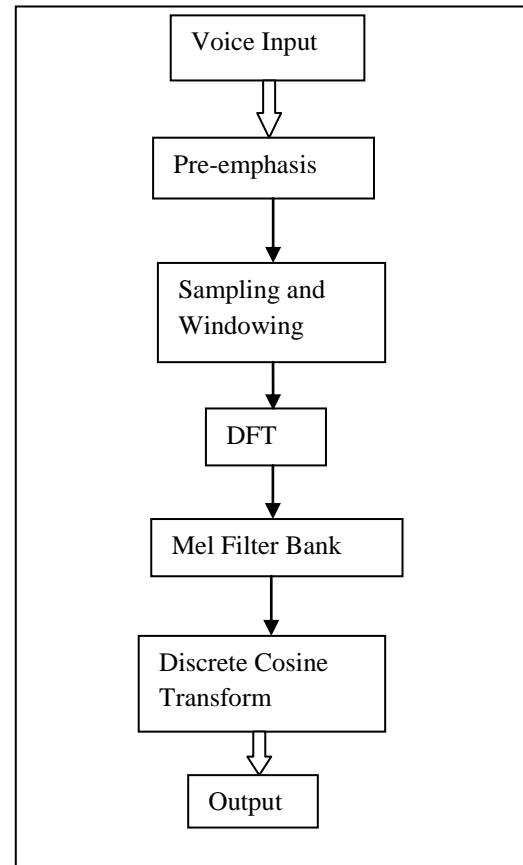 Voice Input
Pre-emphasis
Sampling and
Windowing
DFT
Mel Filter Bank
Discrete Cosine
Transform
Output